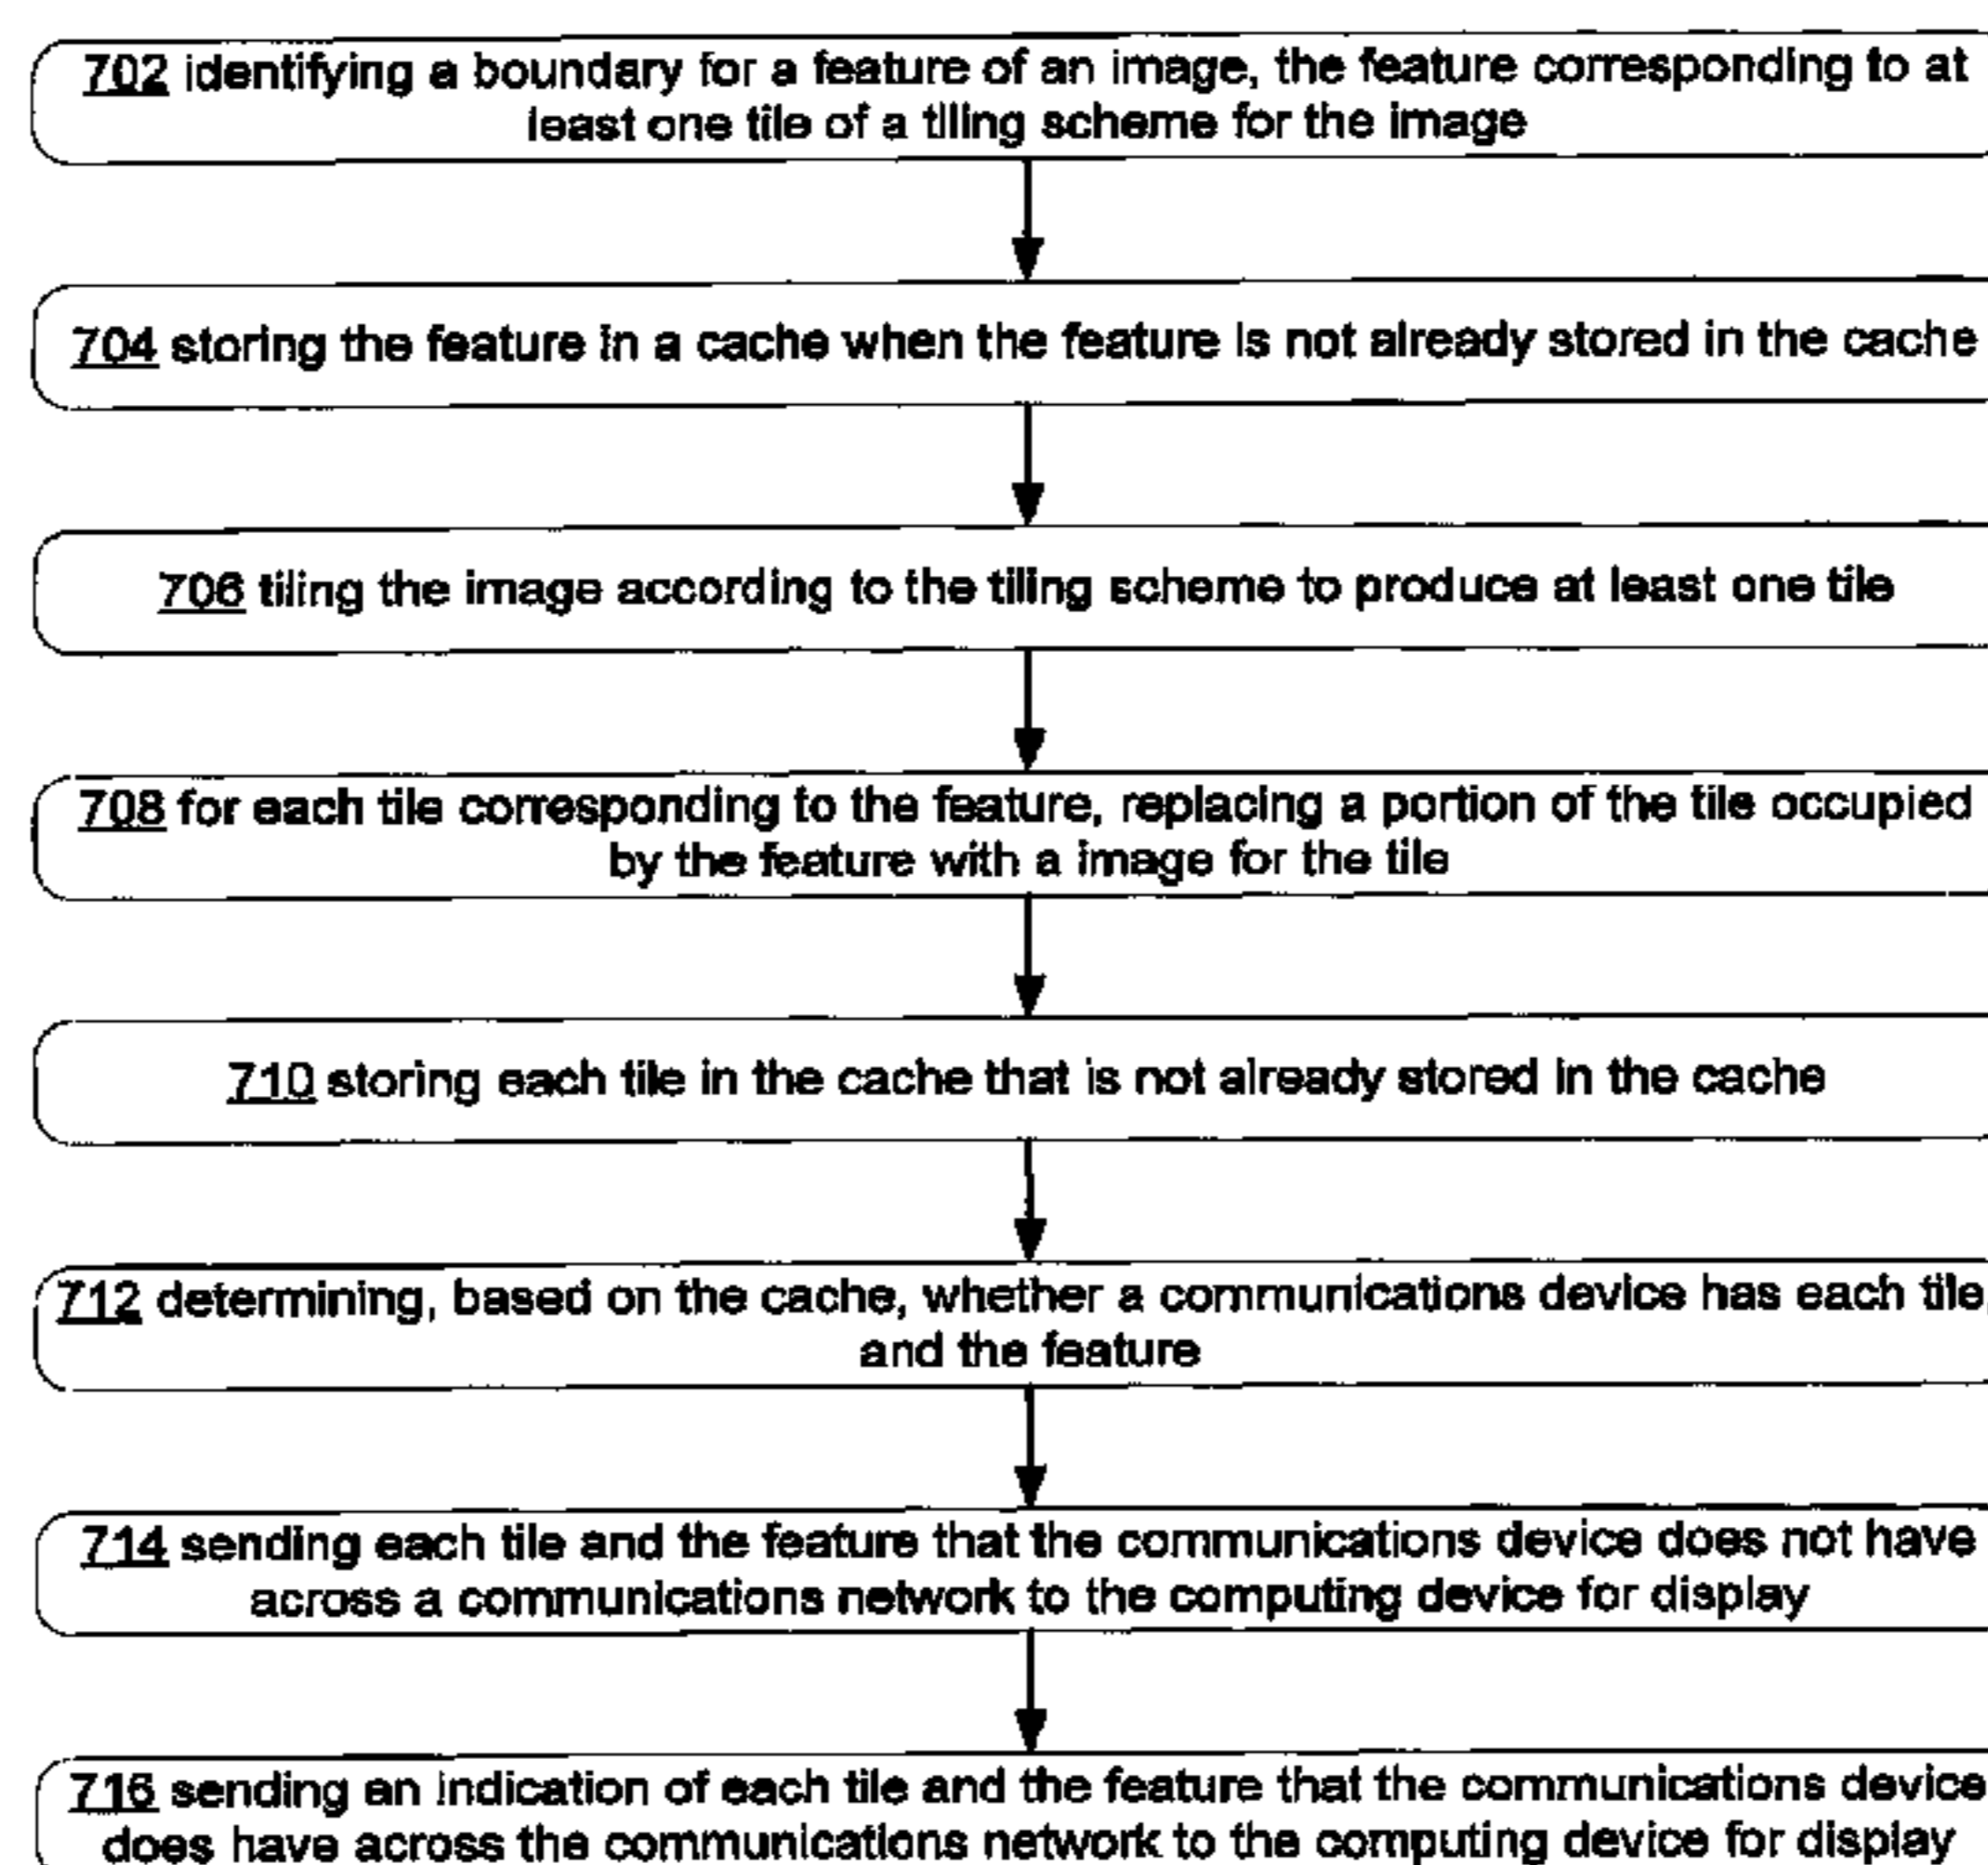 702 identifying a boundary for a feature of an image, the feature corresponding to at
least one tile of a tiling scheme for the image
704 storing the feature in a cache when the feature is not already stored in the cache
706 tiling the image according to the tiling scheme to produce at least one tile
708 for each tile corresponding to the feature, replacing a portion of the tile occupied
by the feature with a image for the tile
710 storing each tile in the cache that is not already stored in the cache
712 determining, based on the cache, whether a communications device has each tile,
and the feature
714 sending each tile and the feature that the communications device does not have
across a communications network to the computing device for display
716 sending an indication of each tile and the feature that the communications device
does have across the communications network to the computing device for display